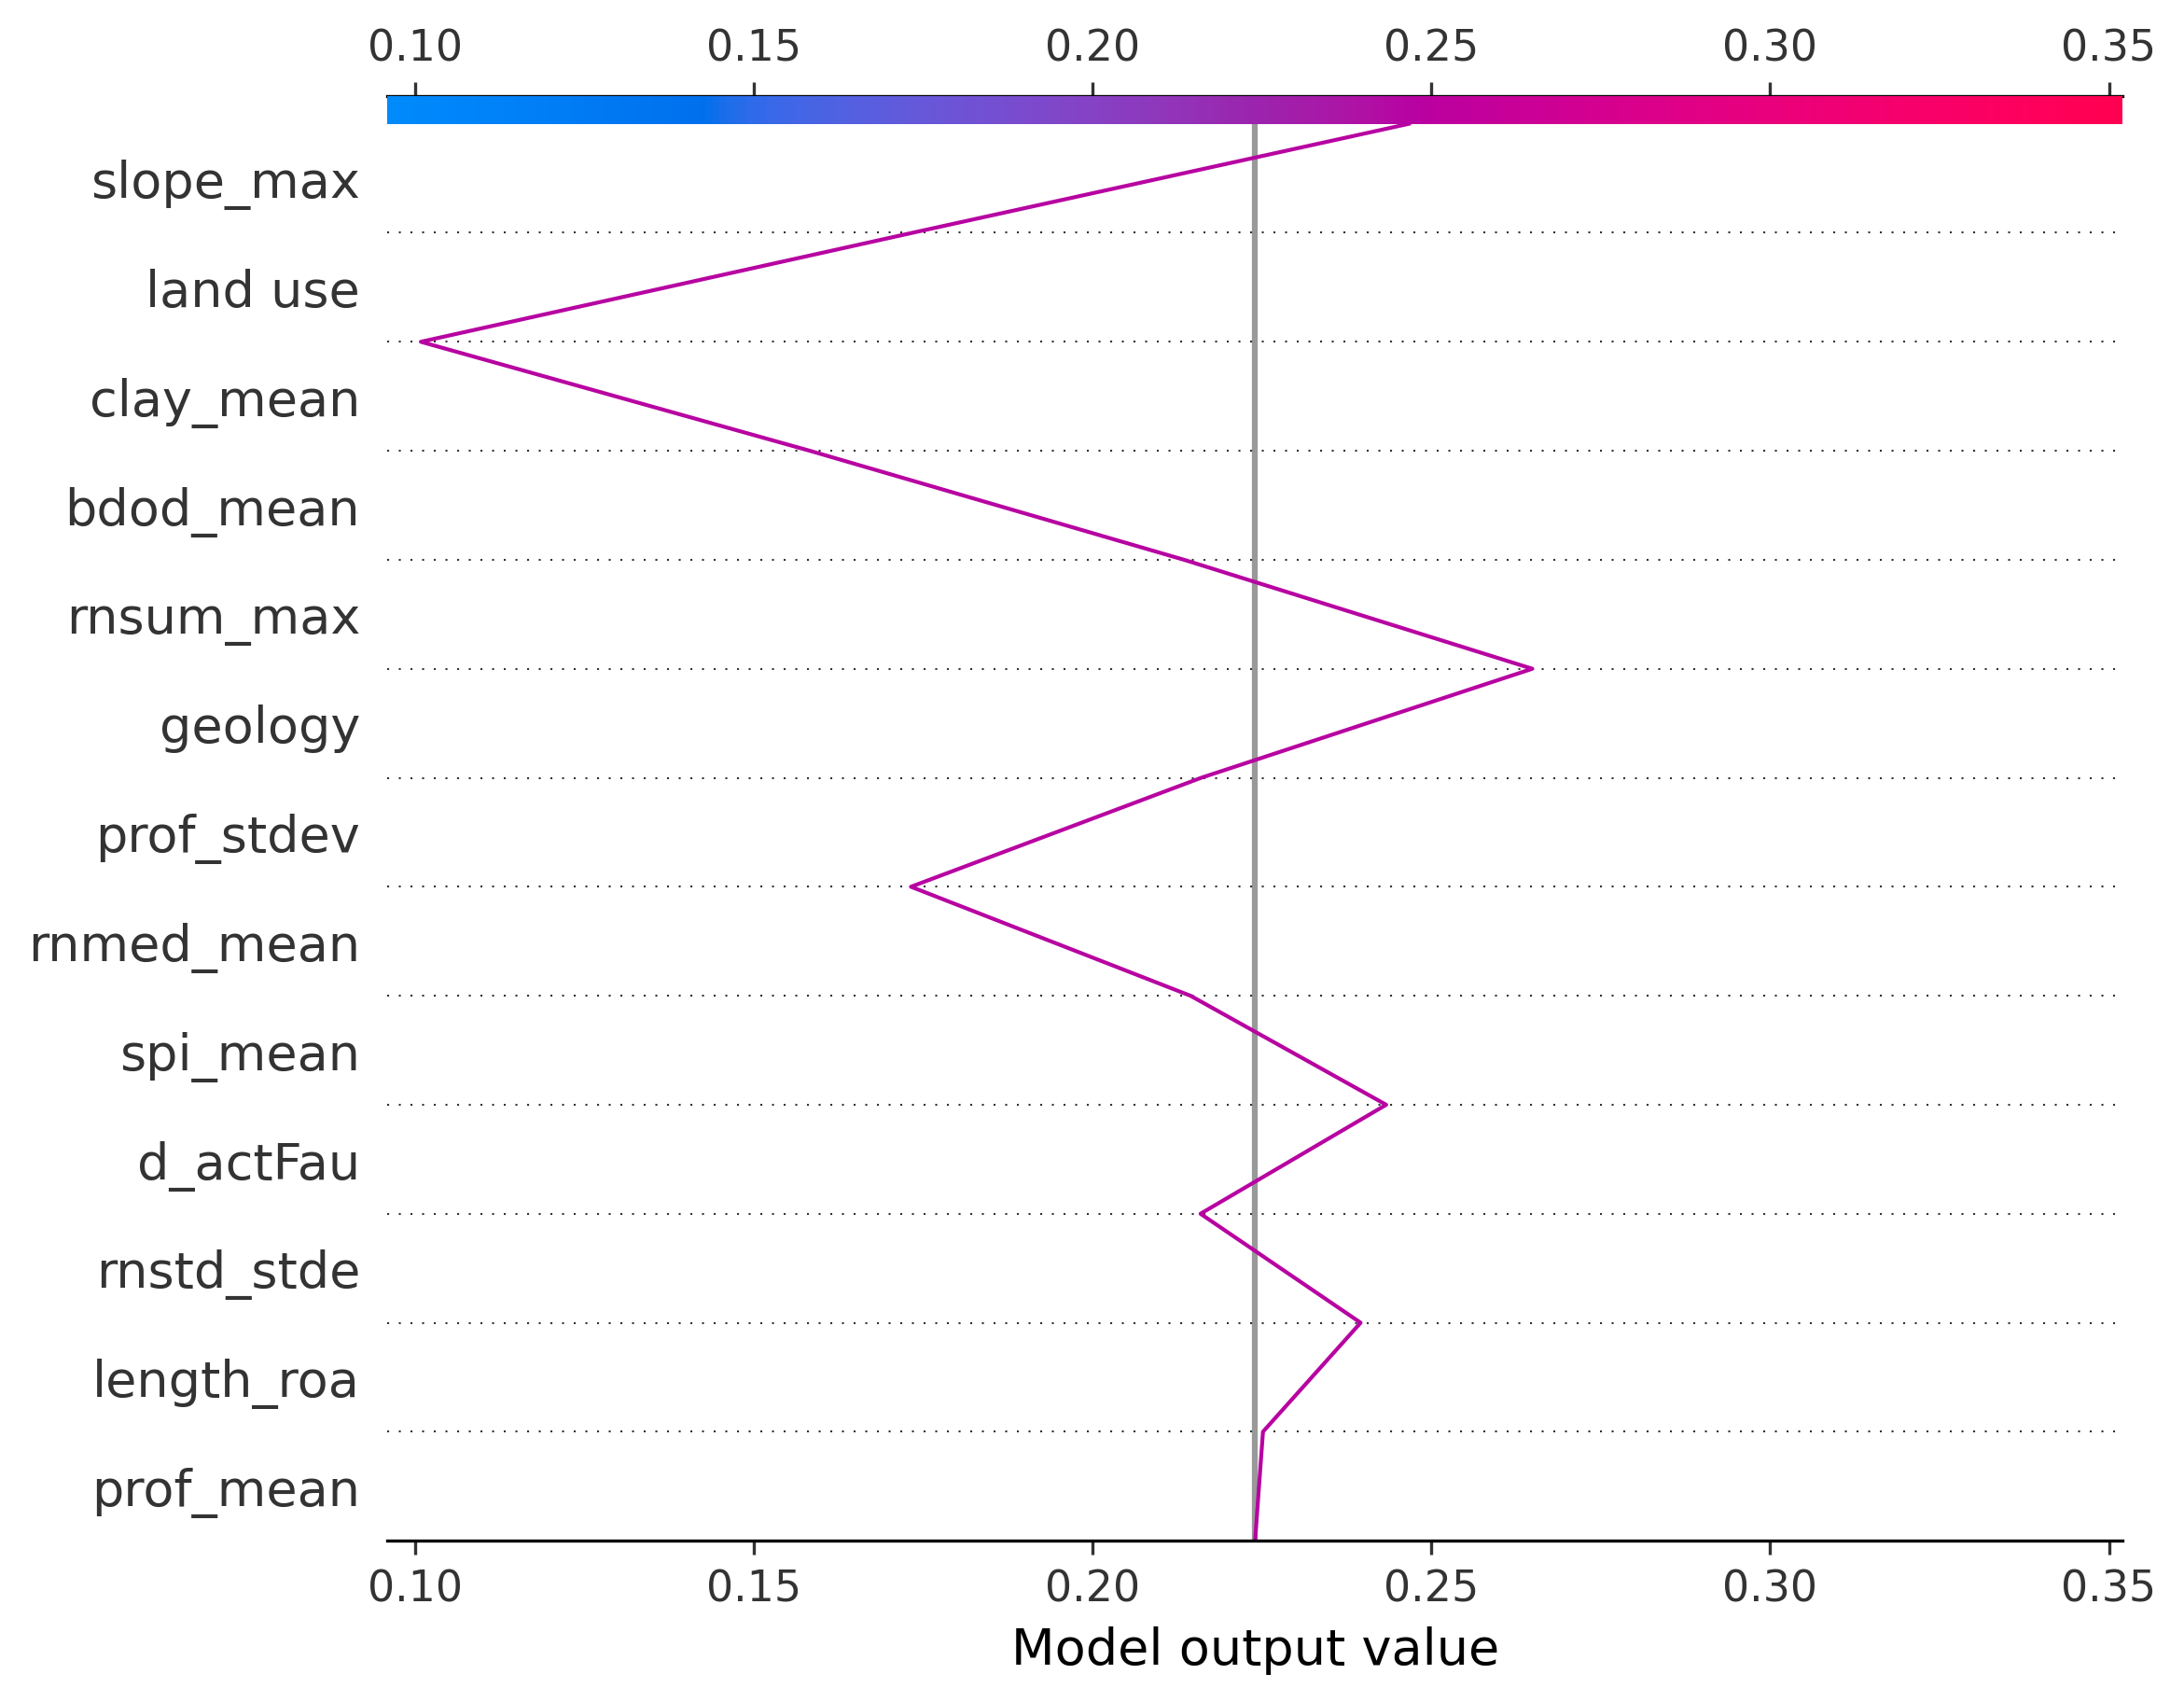 0.10 0.15 0.20 0.25 0.30 0.35
slope_max
land use
clay_mean
bdod_mean
rnsum_max
geology
prof_stdev
rnmed_mean
spi_mean
d_actFau
rnstd_stde
length_roa
prof_mean
0.10 0.15 0.20 0.25 0.30 0.35
Model output value